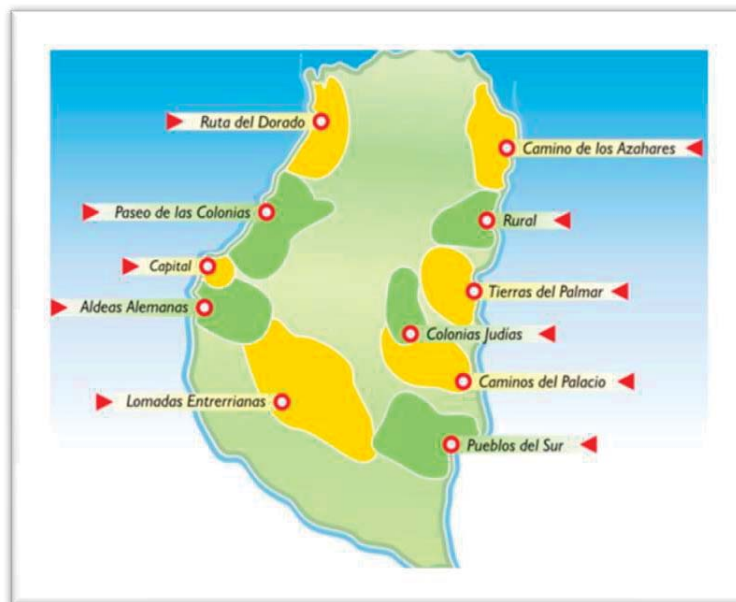 Ruta del Dorado
Camino de los Azahares
Paseo de las Colonias
Rural
Capital
Tierras del Palmar
Aldeas Alemanas
Colonias Judías
Caminos del Palacio
Lomadas Entrerrianas
Pueblos del Sur